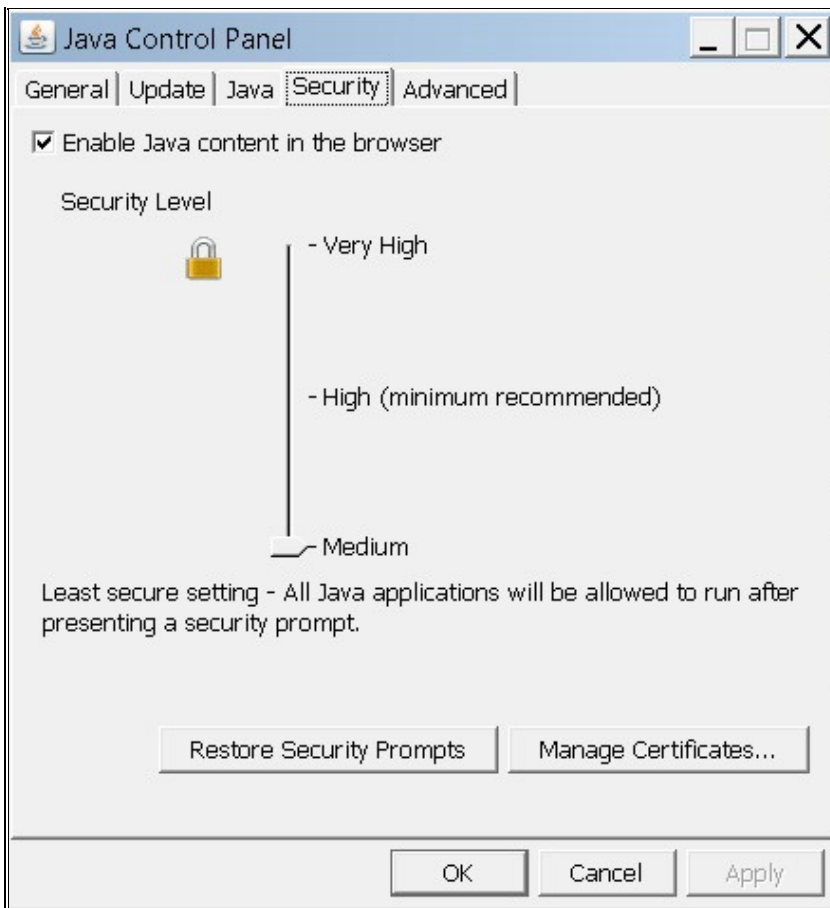 Java Control Panel
General Update Java Security Advanced
Enable Java content in the browser
Security Level
- Very High
- High (minimum recommended)
- Medium
Least secure setting - All Java applications will be allowed to run after
presenting a security prompt.
Restore Security Prompts Manage Certificates...
OK Cancel Apply